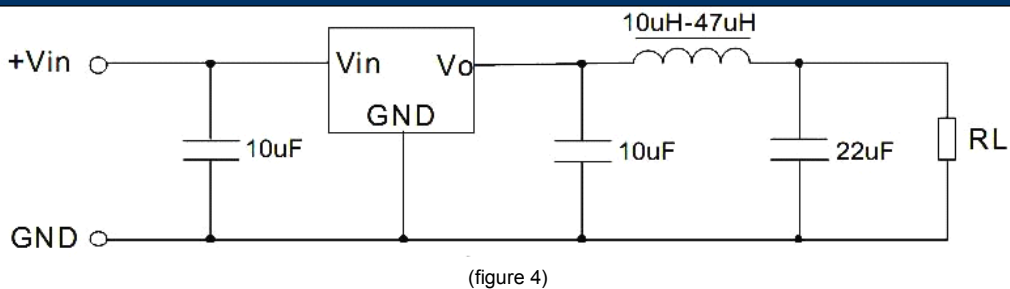 10uH-47uH
+Vin
Vin
Vo
GND
10uF
10uF
22uF
RL
GND
(figure 4)